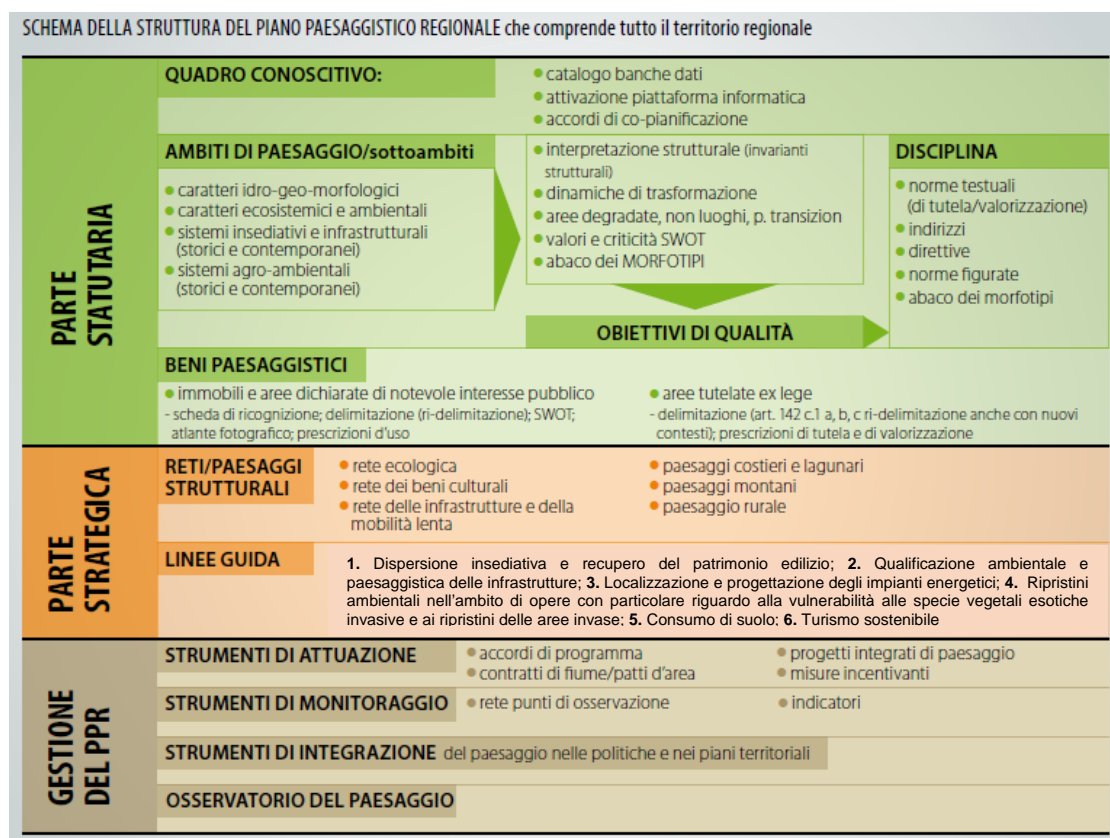 SCHEMA DELLA STRUTTURA DEL PIANO PAESAGGISTICO REGIONALE che comprende tutto il territorio regionale
PARTE
STATUTARIA
QUADRO CONOSCITIVO:
• catalogo banche dati
• attivazione piattaforma informatica
• accordi di co-pianificazione
AMBITI DI PAESAGGIO/sottoambiti
• caratteri idro-geo-morfologici
• caratteri ecosistemici e ambientali
• sistemi insediativi e infrastrutturali
(storici e contemporanei)
• sistemi agro-ambientali
(storici e contemporanei)
• interpretazione strutturale (invarianti
strutturali)
• dinamiche di trasformazione
• aree degradate, non luoghi, p. transizion
• valori e criticità SWOT
• abaco dei MORFOTIPI
OBIETTIVI DI QUALITÀ
DISCIPLINA
• norme testuali
(di tutela/valorizzazione)
• indirizzi
• direttive
• norme figurate
• abaco dei morfotipi
BENI PAESAGGISTICI
• immobili e aree dichiarate di notevole interesse pubblico
- scheda di ricognizione; delimitazione (ri-delimitazione); SWOT;
atlante fotografico; prescrizioni d'uso
• aree tutelate ex lege
- delimitazione (art. 142 c.1 a, b, c ri-delimitazione anche con nuovi
contesti); prescrizioni di tutela e di valorizzazione
PARTE
STRATEGICA
RETI/PAESAGGI
STRUTTURALI
• rete ecologica
• rete dei beni culturali
• rete delle infrastrutture e della
mobilità lenta
• paesaggi costieri e lagunari
• paesaggi montani
• paesaggio rurale
LINEE GUIDA
1. Dispersione insediativa e recupero del patrimonio edilizio; 2. Qualificazione ambientale e
paesaggistica delle infrastrutture; 3. Localizzazione e progettazione degli impianti energetici; 4. Ripristini
ambientali nell'ambito di opere con particolare riguardo alla vulnerabilità alle specie vegetali esotiche
invasive e ai ripristini delle aree invase; 5. Consumo di suolo; 6. Turismo sostenibile
GESTIONE
DEL PPR
STRUMENTI DI ATTUAZIONE
• accordi di programma
• contratti di fiume/patti d'area
• progetti integrati di paesaggio
• misure incentivanti
STRUMENTI DI MONITORAGGIO
• rete punti di osservazione
• indicatori
STRUMENTI DI INTEGRAZIONE del paesaggio nelle politiche e nei piani territoriali
OSSERVATORIO DEL PAESAGGIO